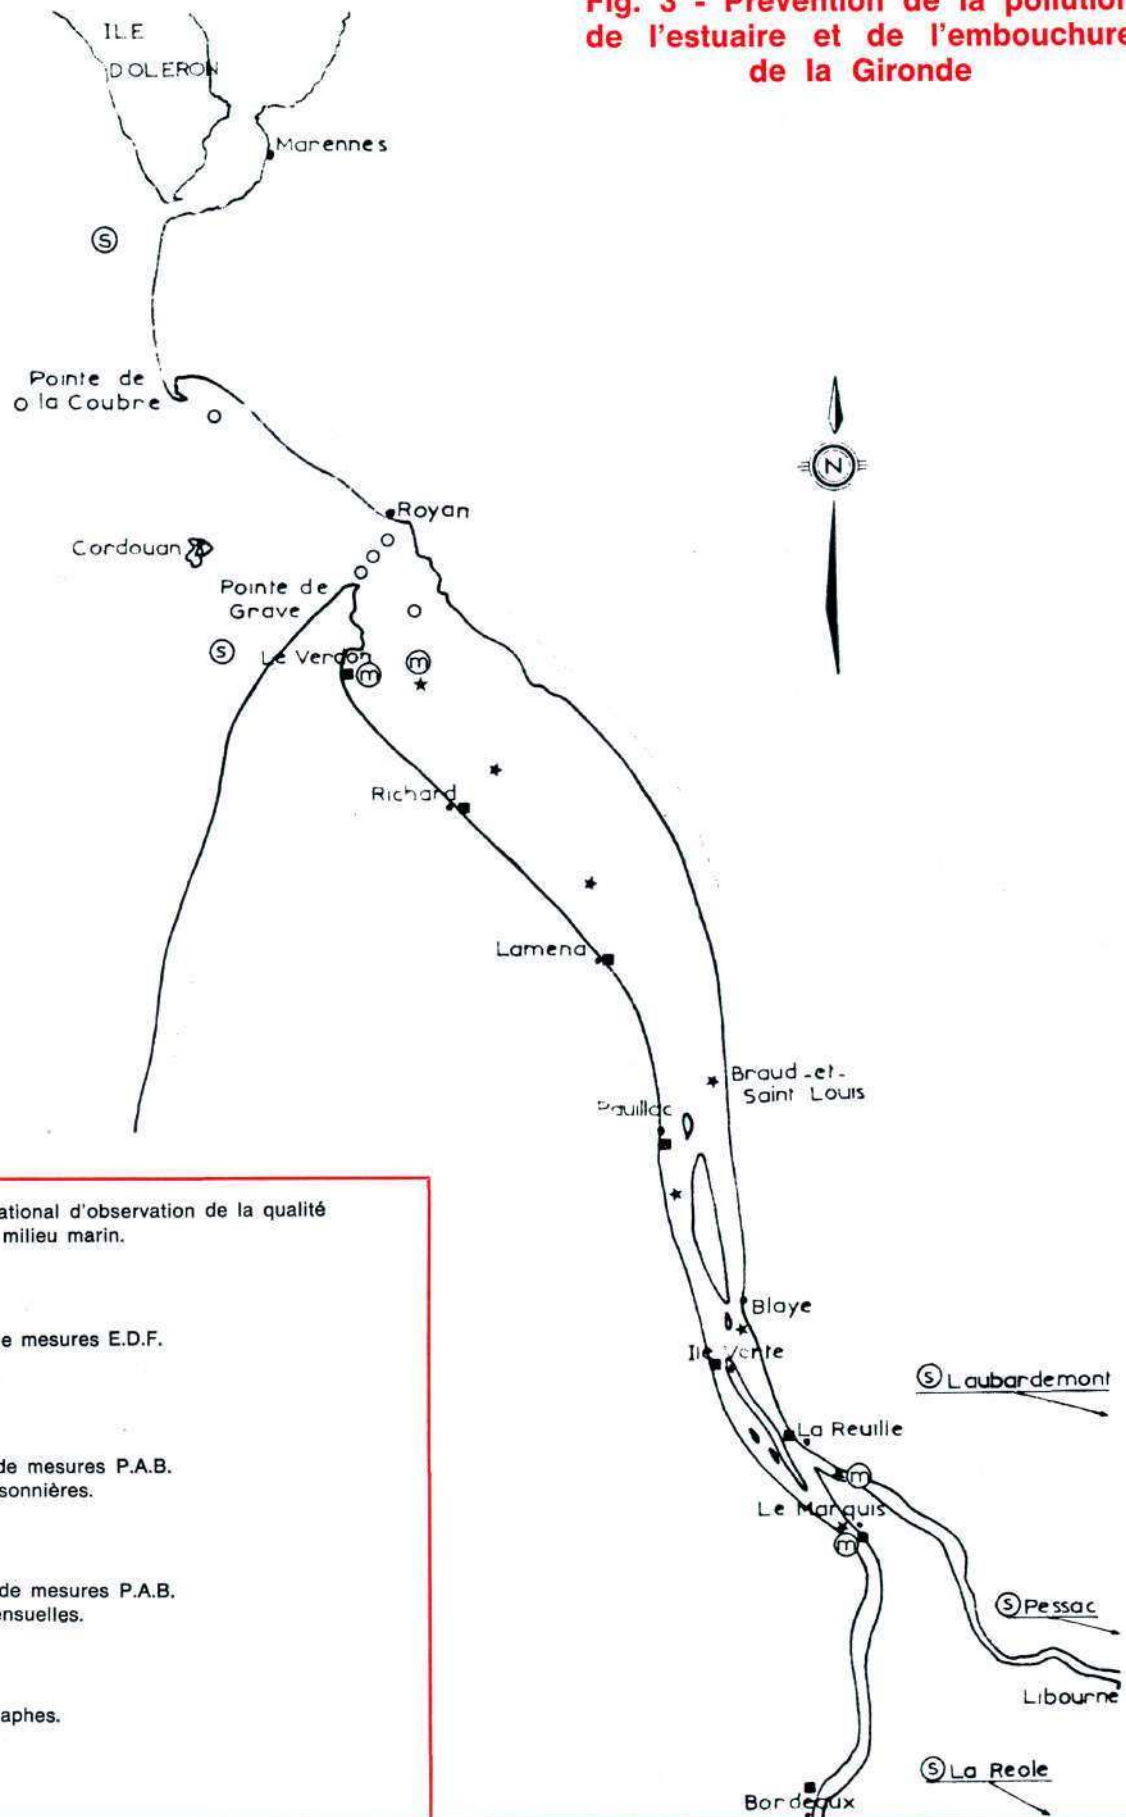 Fig. 3 - Prévention de la pollution
de l'estuaire et de l'embouchure
de la Gironde
ILE
D OLERON
Marennes
S
Pointe de
la Coubre
N
Royan
Cordouan
Pointe de
Grave
S
Le Verdon
m
m
Richard
Lamena
Braud-et-
Saint Louis
Pauillac
ational d'observation de la qualité
milieu marin.
Blaye
e mesures E.D.F.
Ile Verte
S Laubardemont
La Reuille
de mesures P.A.B.
sonnières.
m
Le Marquis
m
de mesures P.A.B.
ensuelles.
S Pessac
Libourne
aphes.
S La Reole
Bordeaux